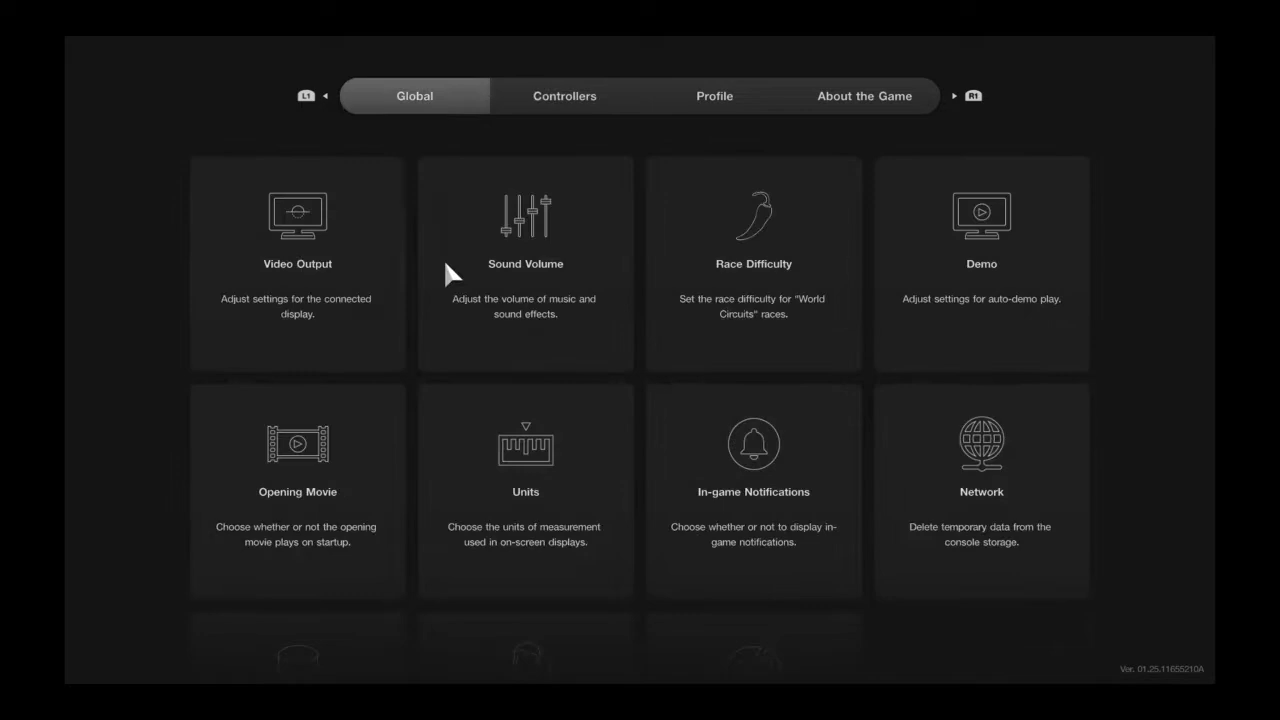 L1 Global Controllers Profile About the Game R1
Video Output
Adjust settings for the connected
display.
Sound Volume
Adjust the volume of music and
sound effects.
Race Difficulty
Set the race difficulty for "World
Circuits" races.
Demo
Adjust settings for auto-demo play.
Opening Movie
Choose whether or not the opening
movie plays on startup.
Units
Choose the units of measurement
used in on-screen displays.
In-game Notifications
Choose whether or not to display in-
game notifications.
Network
Delete temporary data from the
console storage.
Ver. 01.25.11655210A